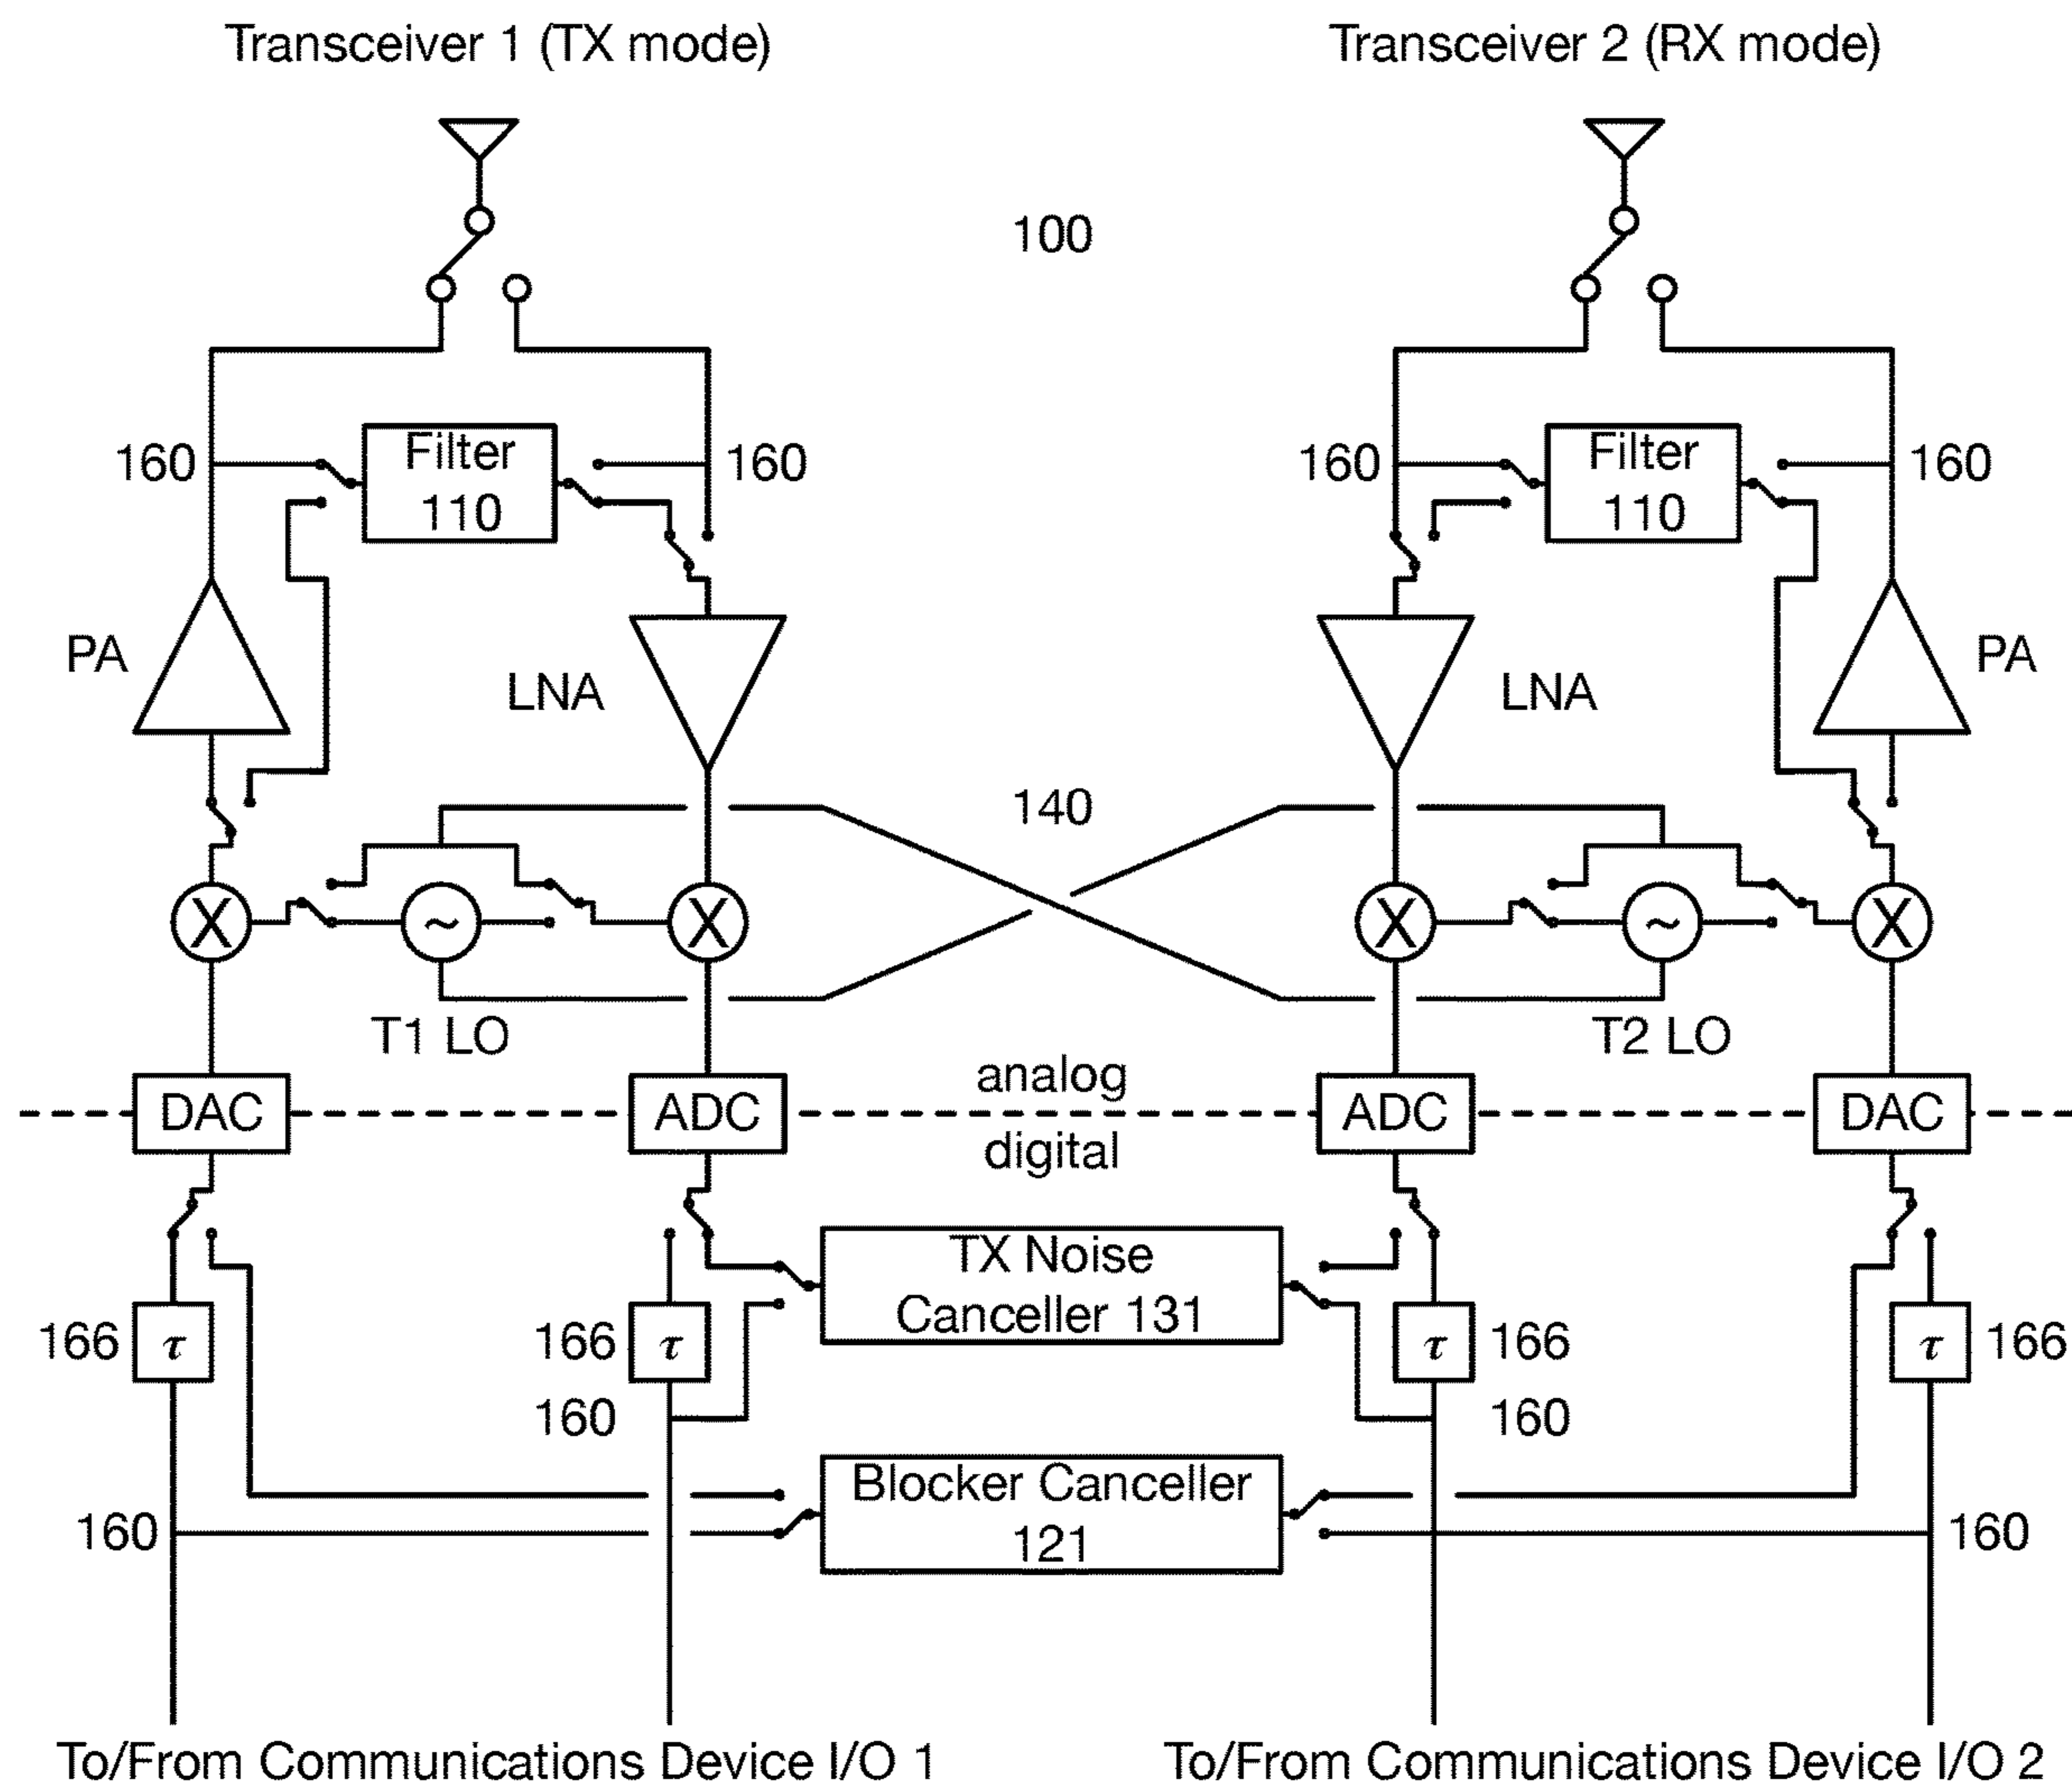 Transceiver 1 (TX mode)
Transceiver 2 (RX mode)
100
160
Filter
110
160
160
Filter
110
160
PA
LNA
LNA
PA
140
X
~
X
X
~
X
T1 LO
T2 LO
DAC
ADC
analog
digital
ADC
DAC
TX Noise
Canceller 131
166
τ
166
τ
τ
166
τ
166
160
160
Blocker Canceller
121
160
160
To/From Communications Device I/O 1
To/From Communications Device I/O 2